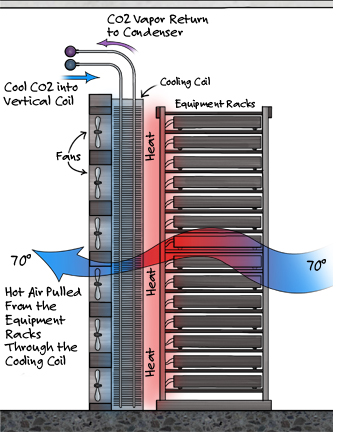 CO2 Vapor Return
to Condenser
Cool CO2 into
Vertical Coil
Cooling Coil
Equipment Racks
Fans
Heat
70°
70°
Heat
Hot Air Pulled
From the
Equipment
Racks
Through the
Cooling Coil
Heat